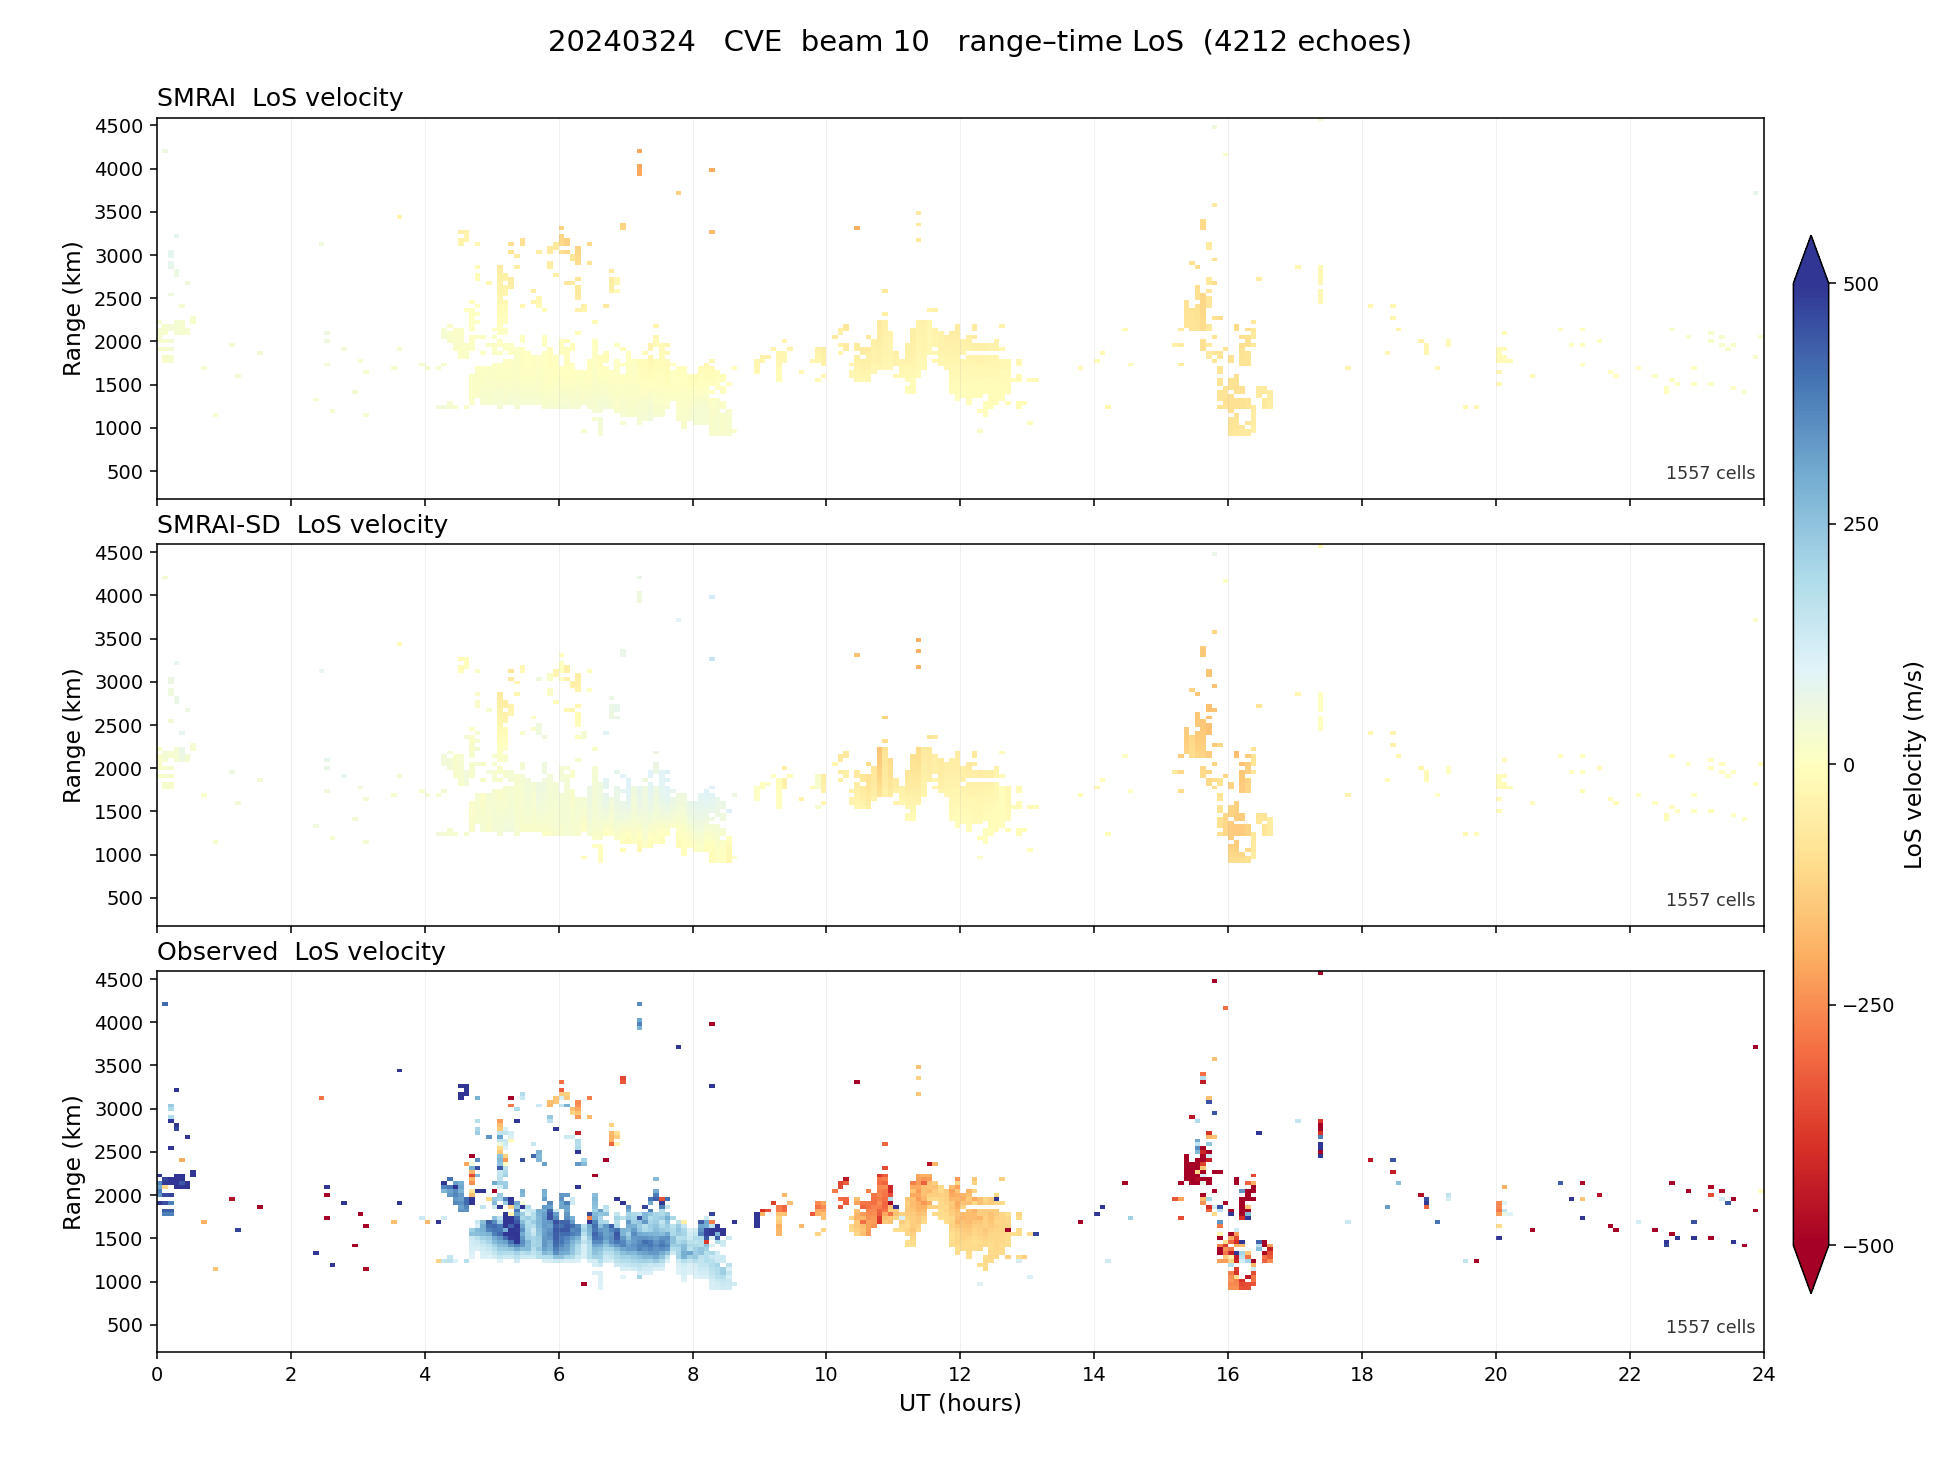 20240324   CVE  beam 10   range–time LoS  (4212 echoes)
SMRAI  LoS velocity
4500
4000
3500
3000
2500
2000
1500
1000
500
Range (km)
1557 cells
SMRAI-SD  LoS velocity
4500
4000
3500
3000
2500
2000
1500
1000
500
Range (km)
1557 cells
Observed  LoS velocity
4500
4000
3500
3000
2500
2000
1500
1000
500
Range (km)
1557 cells
0 2 4 6 8 10 12 14 16 18 20 22 24
UT (hours)
500
250
0
−250
−500
LoS velocity (m/s)